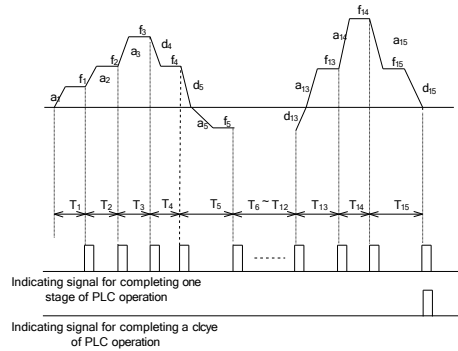 f14
f3
a14
a15
f2
a3
d4
f4
f13
f15
f1
a2
d5
a13
d15
a1
a5
f5
d13
T1 T2 T3 T4 T5 T6 ~ T12 T13 T14 T15
Indicating signal for completing one
stage of PLC operation
Indicating signal for completing a clcye
of PLC operation